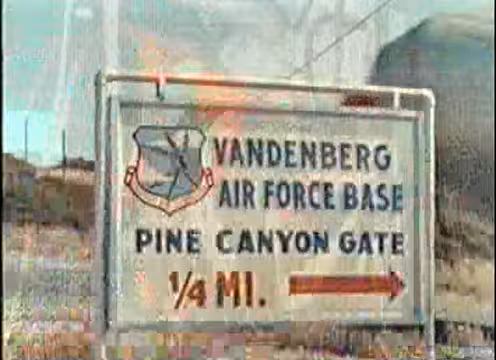 VANDENBERG
AIR FORCE BASE
PINE CANYON GATE
1/4 MI.